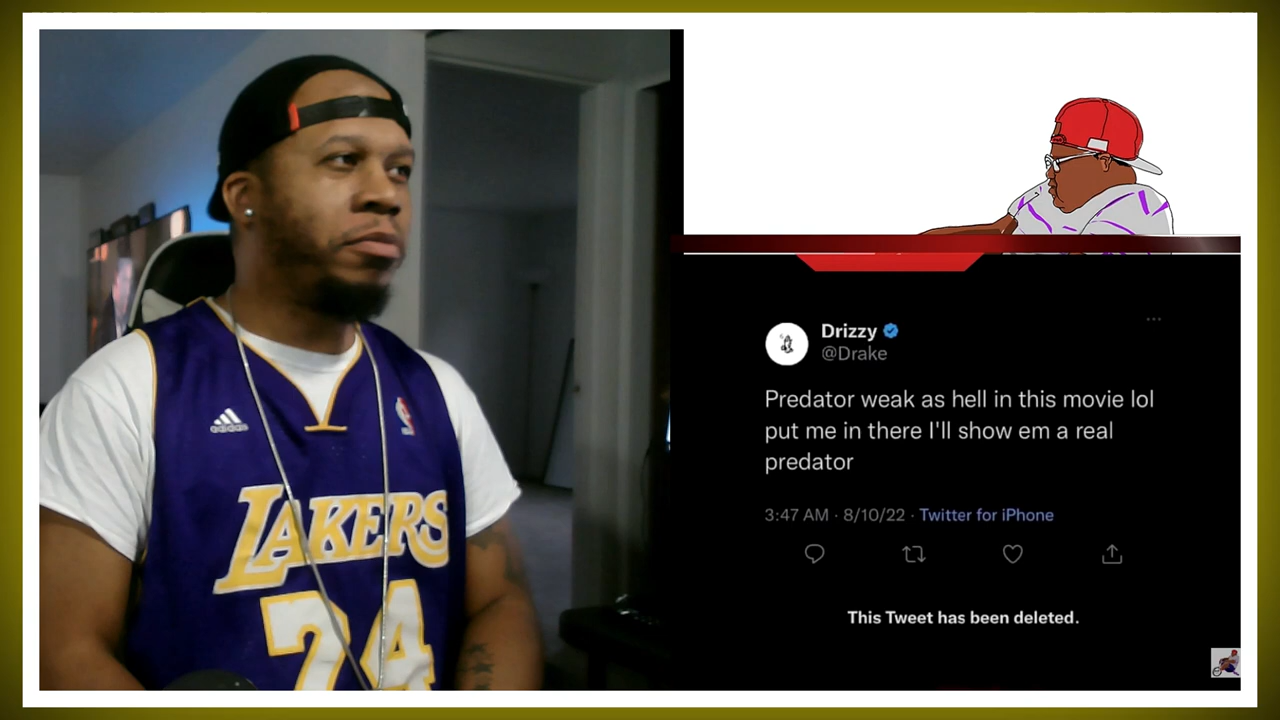 adidas
LAKERS
24
Drizzy
@Drake
Predator weak as hell in this movie lol
put me in there I'll show em a real
predator
3:47 AM · 8/10/22 · Twitter for iPhone
This Tweet has been deleted.